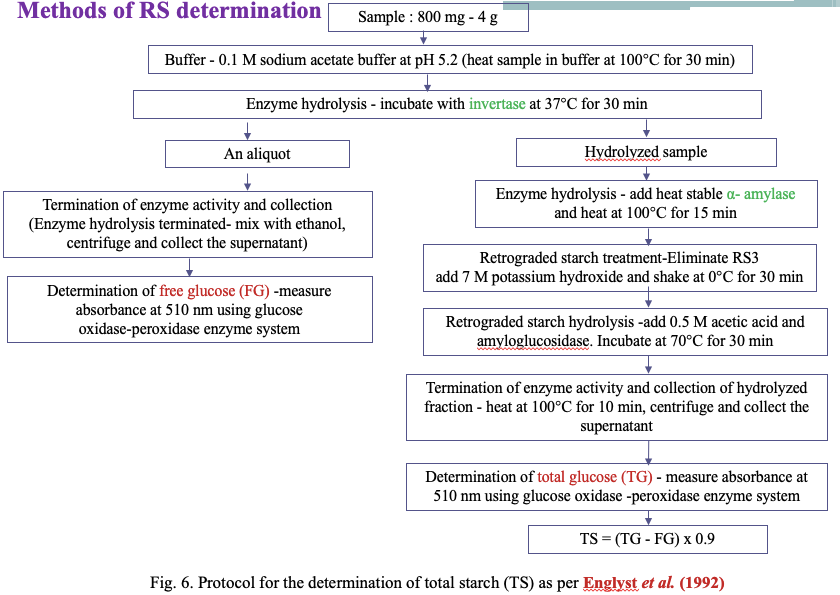 Methods of RS determination
Sample : 800 mg - 4 g
Buffer - 0.1 M sodium acetate buffer at pH 5.2 (heat sample in buffer at 100°C for 30 min)
Enzyme hydrolysis - incubate with invertase at 37°C for 30 min
An aliquot
Termination of enzyme activity and collection
(Enzyme hydrolysis terminated- mix with ethanol,
centrifuge and collect the supernatant)
Determination of free glucose (FG) -measure
absorbance at 510 nm using glucose
oxidase-peroxidase enzyme system
Hydrolyzed sample
Enzyme hydrolysis - add heat stable α- amylase
and heat at 100°C for 15 min
Retrograded starch treatment-Eliminate RS3
add 7 M potassium hydroxide and shake at 0°C for 30 min
Retrograded starch hydrolysis -add 0.5 M acetic acid and
amyloglucosidase. Incubate at 70°C for 30 min
Termination of enzyme activity and collection of hydrolyzed
fraction - heat at 100°C for 10 min, centrifuge and collect the
supernatant
Determination of total glucose (TG) - measure absorbance at
510 nm using glucose oxidase -peroxidase enzyme system
TS = (TG - FG) x 0.9
Fig. 6. Protocol for the determination of total starch (TS) as per Englyst et al. (1992)